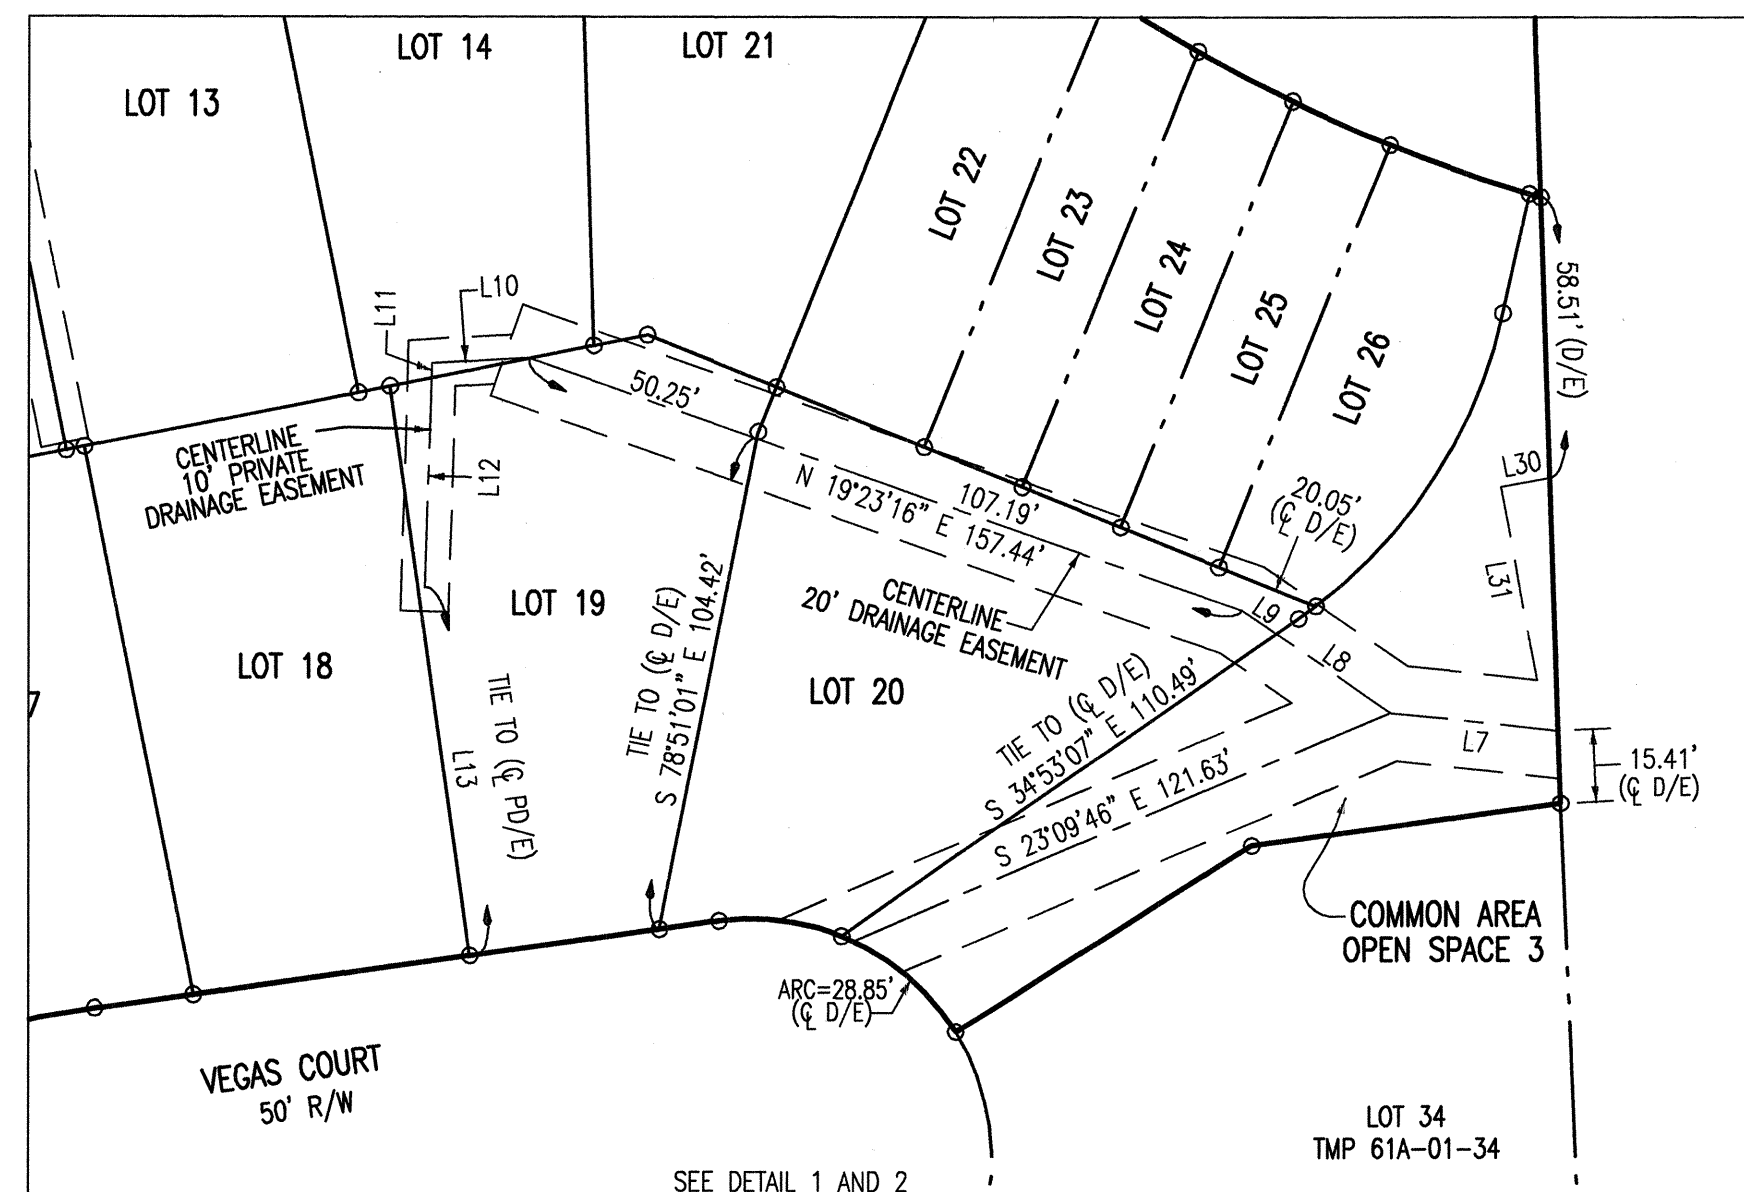 LOT 13
LOT 14
LOT 21
LOT 22
LOT 23
LOT 24
LOT 25
LOT 26
58.51' (D/E)
L11
L10
50.25'
CENTERLINE
10' PRIVATE
DRAINAGE EASEMENT
L12
N 19°23'16" E 157.44'
107.19'
20.05'
(℄ D/E)
L30
L31
CENTERLINE
20' DRAINAGE EASEMENT
L9
L8
L7
15.41'
(℄ D/E)
7
LOT 18
LOT 19
LOT 20
L13
TIE TO (℄ PD/E)
TIE TO (℄ D/E)
S 78°51'01" E 104.42'
TIE TO (℄ D/E)
S 34°53'07" E 110.49'
S 23°09'46" E 121.63'
COMMON AREA
OPEN SPACE 3
ARC=28.85'
(℄ D/E)
VEGAS COURT
50' R/W
LOT 34
TMP 61A-01-34
SEE DETAIL 1 AND 2